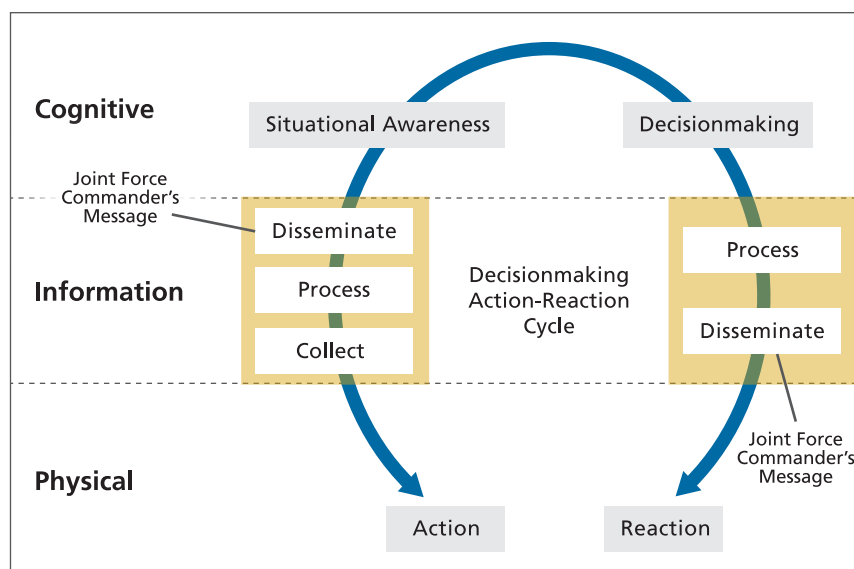 Cognitive
Situational Awareness
Decisionmaking
Joint Force
Commander's
Message
Disseminate
Information
Process
Collect
Decisionmaking
Action-Reaction
Cycle
Process
Disseminate
Joint Force
Commander's
Message
Physical
Action
Reaction